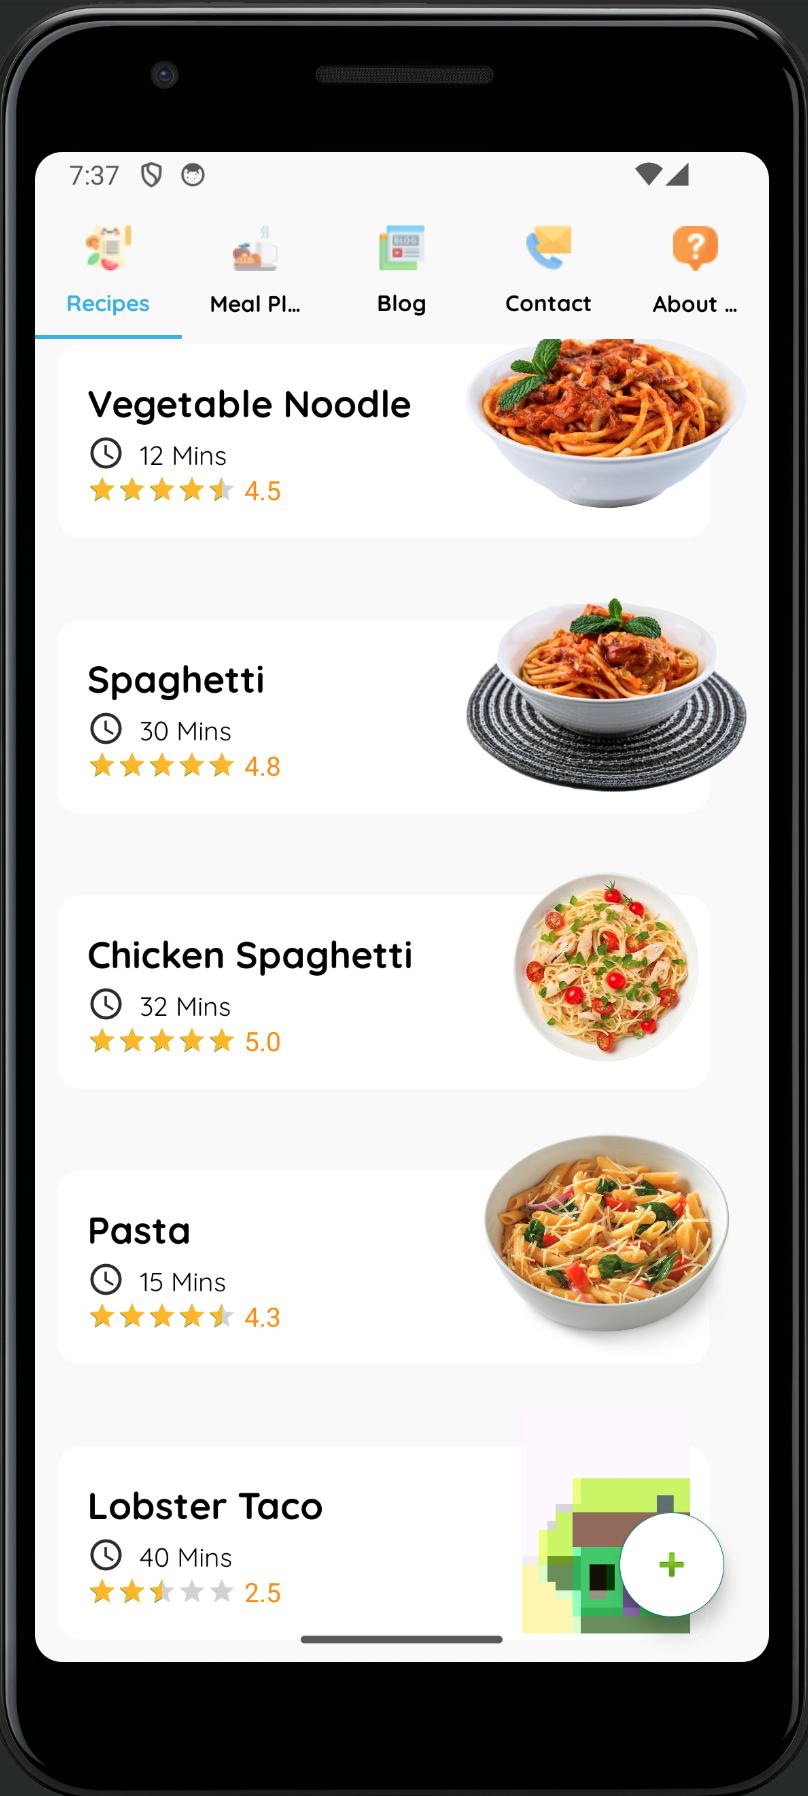 7:37
Recipes Meal Pl... Blog Contact About ...
BLOG
Vegetable Noodle
12 Mins
4.5
Spaghetti
30 Mins
4.8
Chicken Spaghetti
32 Mins
5.0
Pasta
15 Mins
4.3
Lobster Taco
40 Mins
2.5